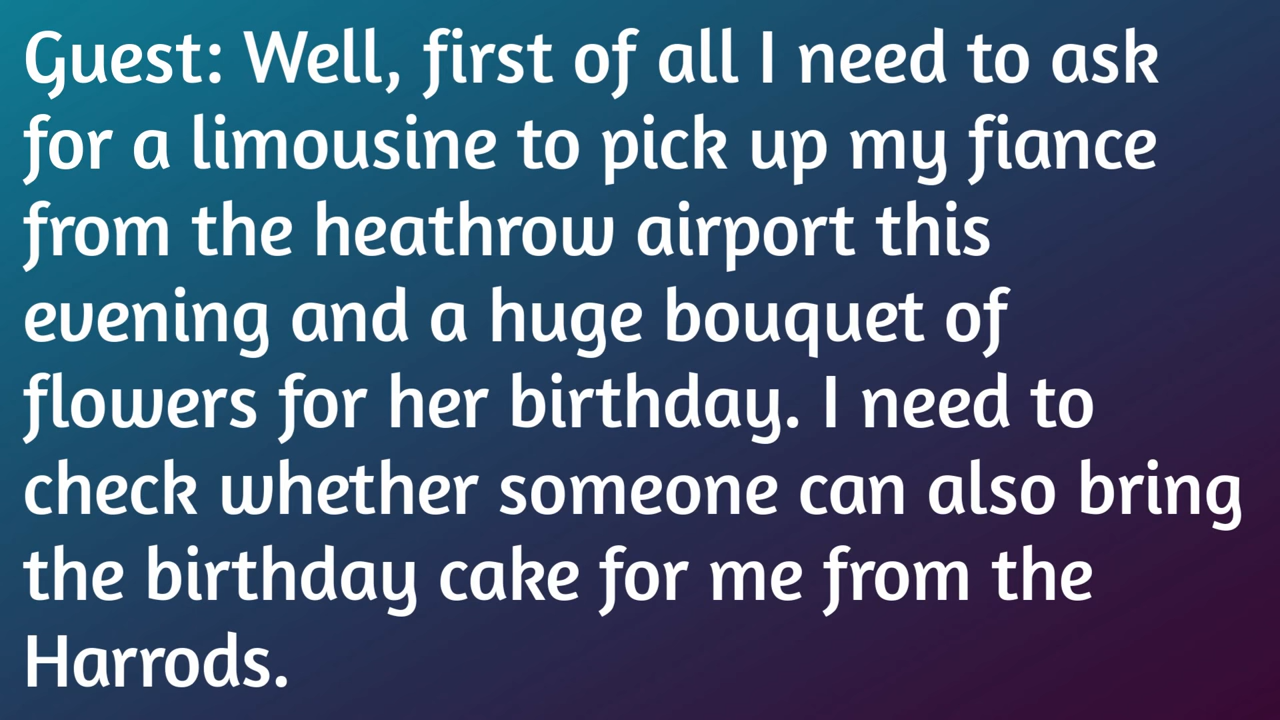 Guest: Well, first of all I need to ask
for a limousine to pick up my fiance
from the heathrow airport this
evening and a huge bouquet of
flowers for her birthday. I need to
check whether someone can also bring
the birthday cake for me from the
Harrods.